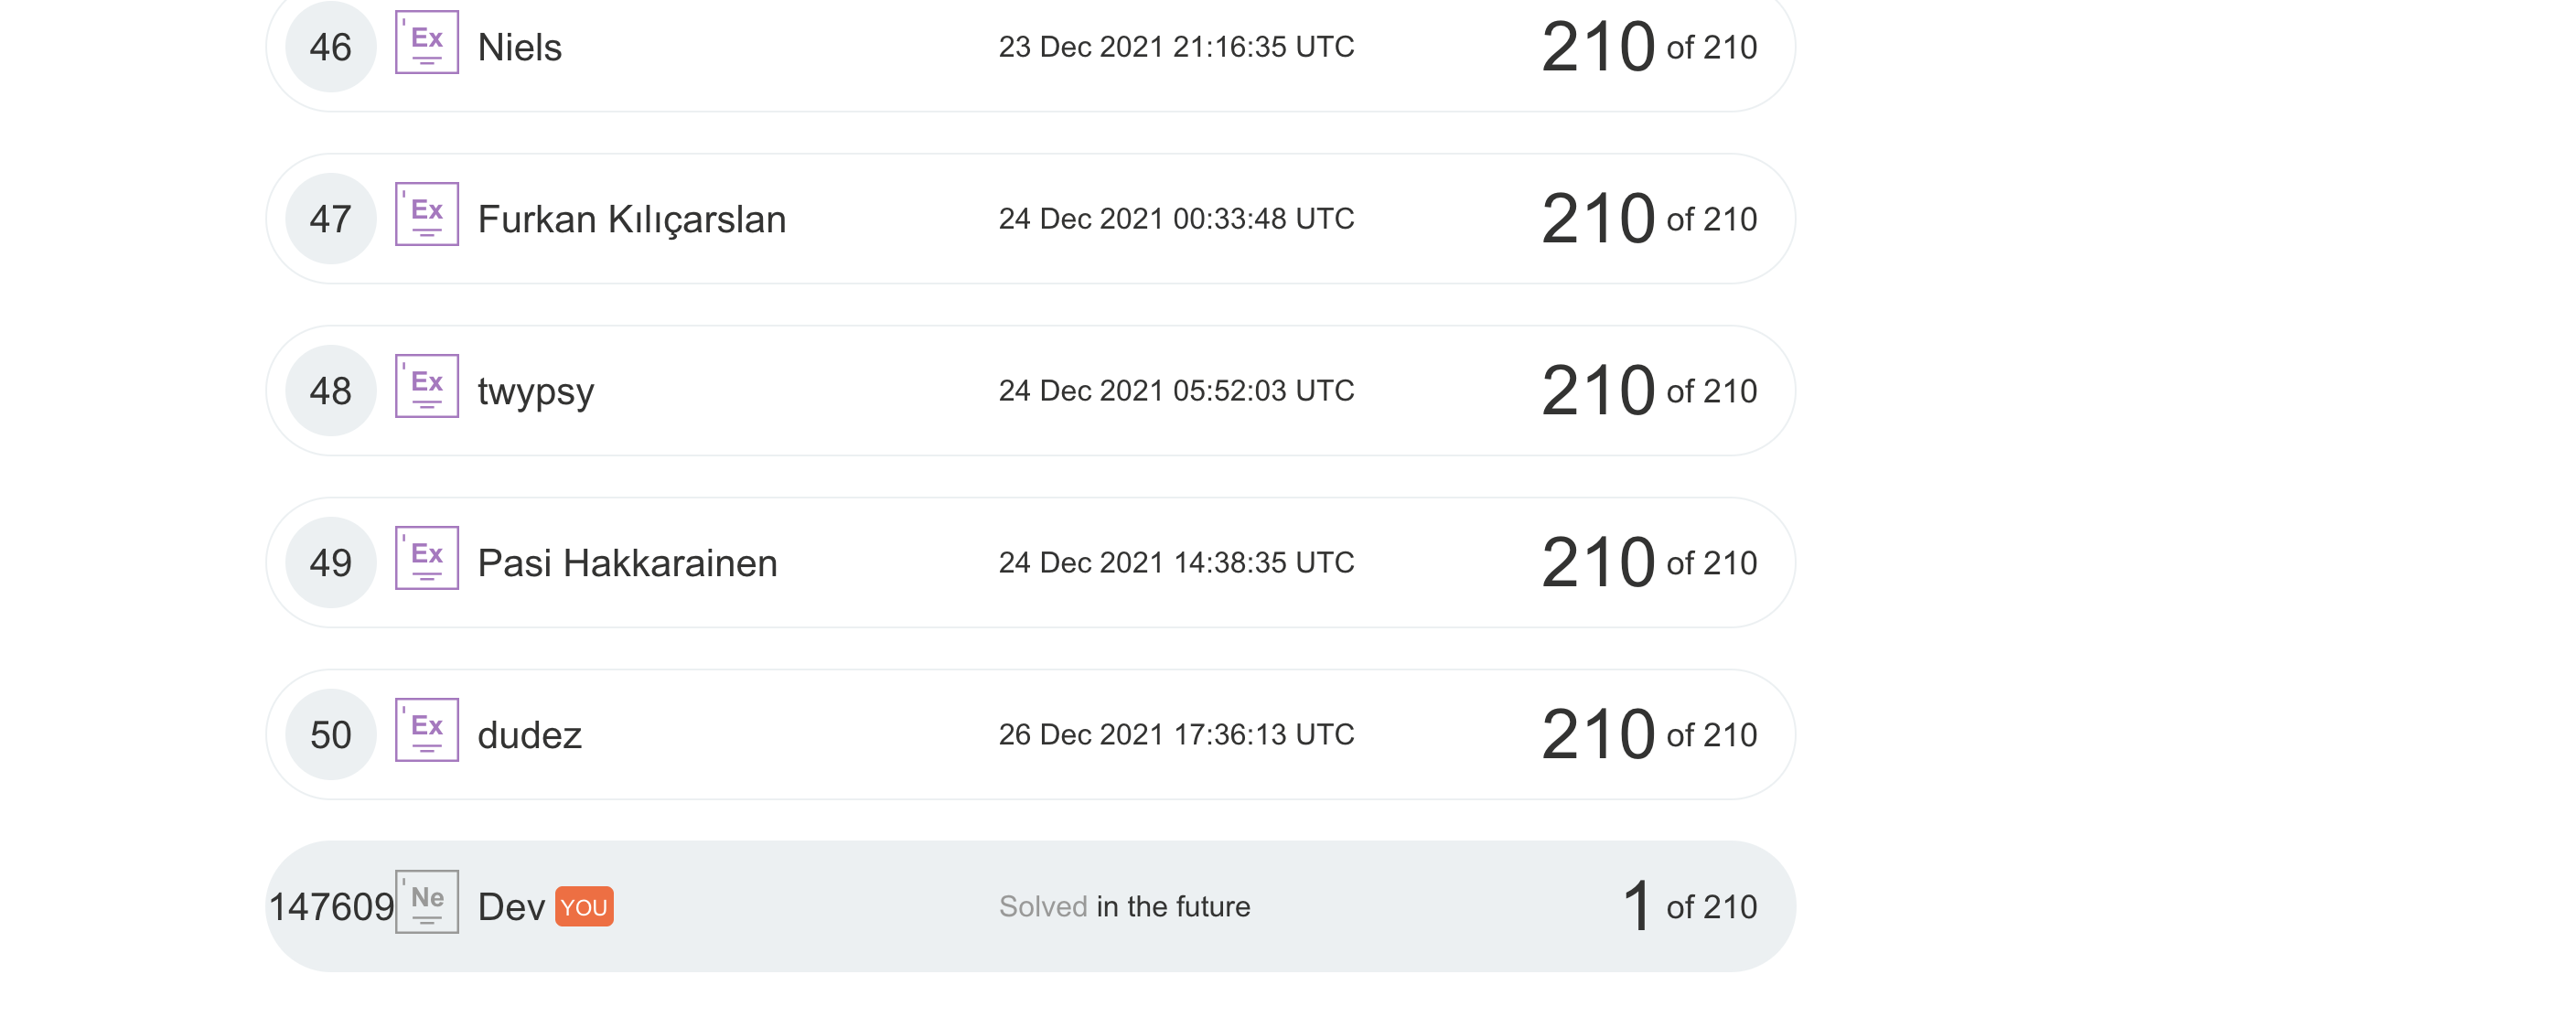 46 Ex Niels 23 Dec 2021 21:16:35 UTC 210 of 210
47 Ex Furkan Kılıçarslan 24 Dec 2021 00:33:48 UTC 210 of 210
48 Ex twypsy 24 Dec 2021 05:52:03 UTC 210 of 210
49 Ex Pasi Hakkarainen 24 Dec 2021 14:38:35 UTC 210 of 210
50 Ex dudez 26 Dec 2021 17:36:13 UTC 210 of 210
147609 Ne Dev YOU Solved in the future 1 of 210